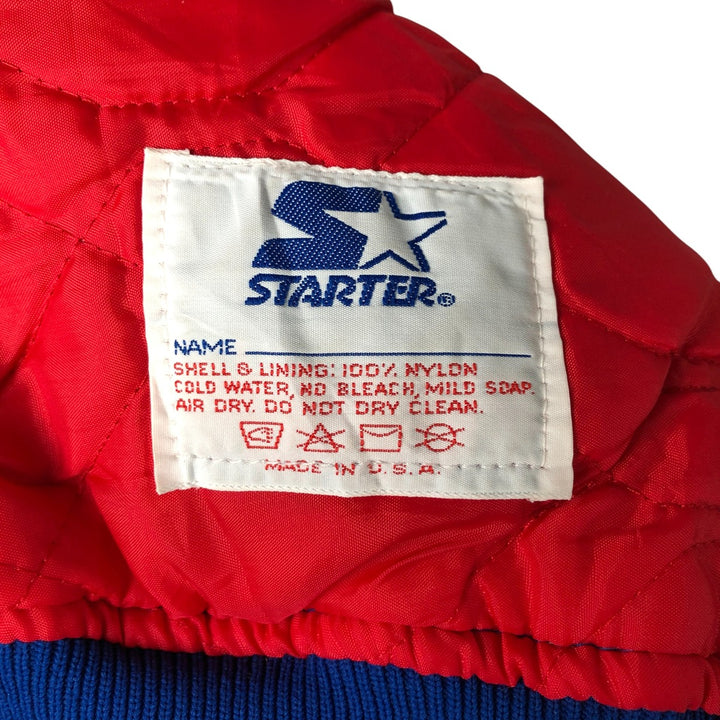 STARTER®
NAME
SHELL & LINING: 100% NYLON
COLD WATER, NO BLEACH, MILD SOAP.
AIR DRY. DO NOT DRY CLEAN.
MADE IN U.S.A.